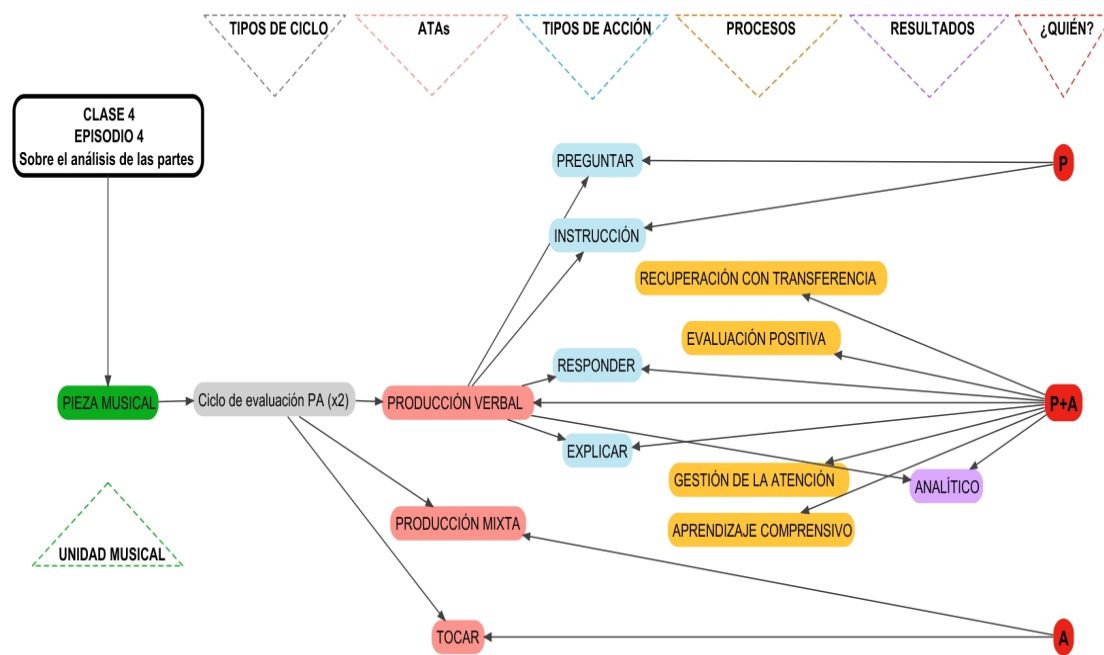 TIPOS DE CICLO
ATAs
TIPOS DE ACCIÓN
PROCESOS
RESULTADOS
¿QUIÉN?
CLASE 4
EPISODIO 4
Sobre el análisis de las partes
PREGUNTAR
P
INSTRUCCIÓN
RECUPERACIÓN CON TRANSFERENCIA
EVALUACIÓN POSITIVA
RESPONDER
PIEZA MUSICAL
Ciclo de evaluación PA (x2)
PRODUCCIÓN VERBAL
P+A
EXPLICAR
GESTIÓN DE LA ATENCIÓN
ANALÍTICO
PRODUCCIÓN MIXTA
APRENDIZAJE COMPRENSIVO
UNIDAD MUSICAL
TOCAR
A